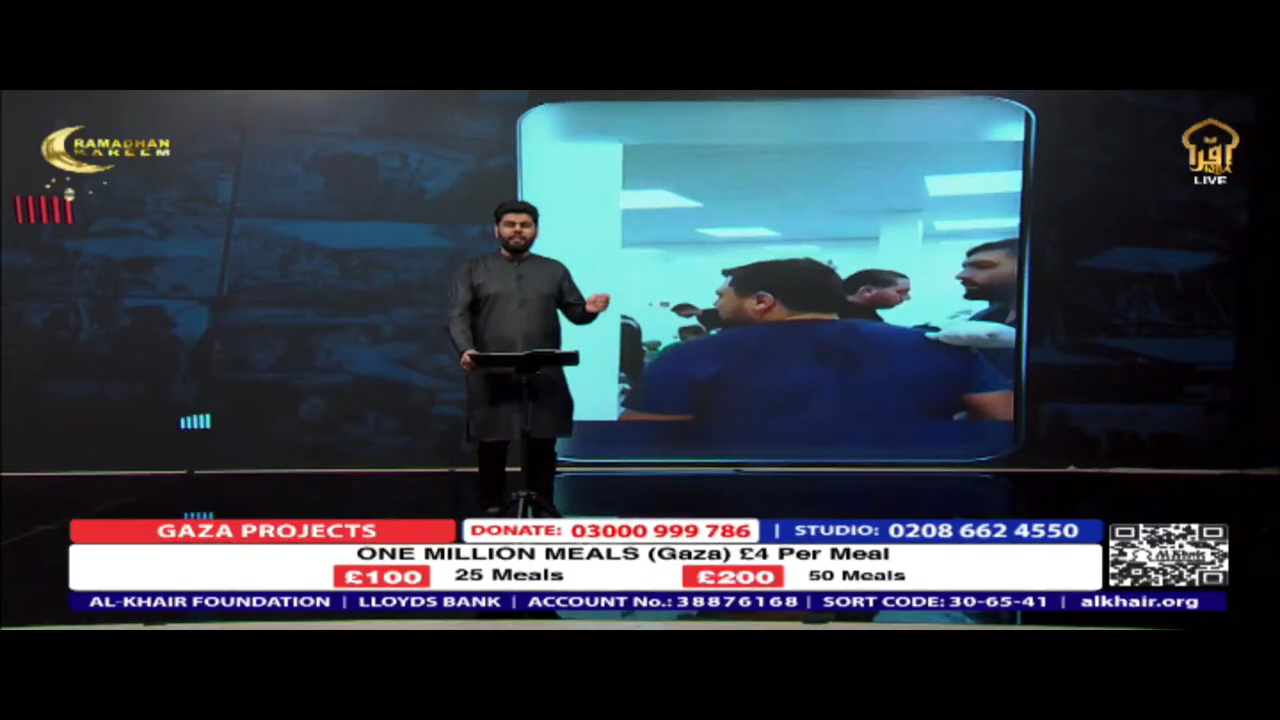 RAMADHAN
KAREEM
اقرأ
IQRA
LIVE
GAZA PROJECTS
DONATE: 03000 999 786 | STUDIO: 0208 662 4550
ONE MILLION MEALS (Gaza) £4 Per Meal
£100 25 Meals £200 50 Meals
AL-KHAIR FOUNDATION | LLOYDS BANK | ACCOUNT No.: 38876168 | SORT CODE: 30-65-41 | alkhair.org